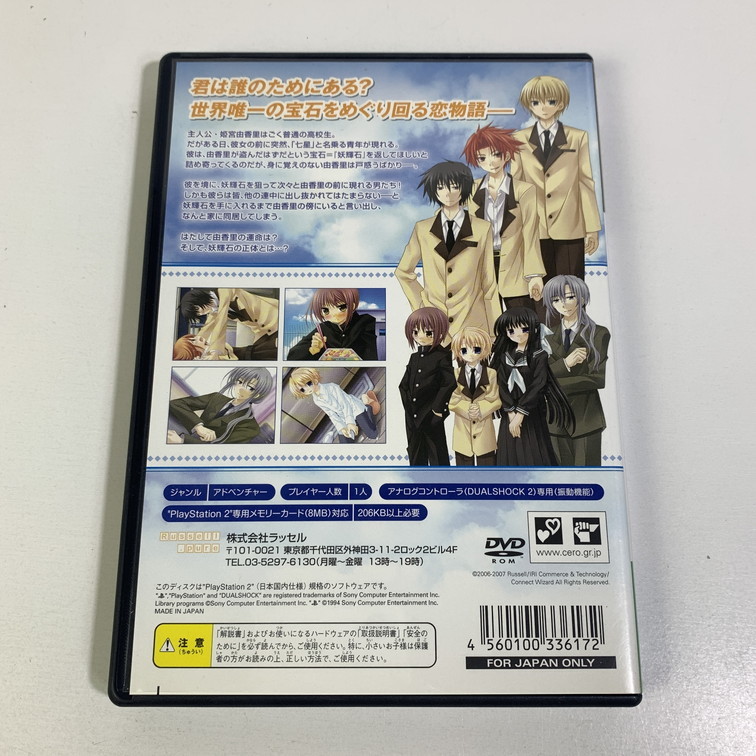 君は誰のためにある?
世界唯一の宝石をめぐり回る恋物語——
主人公・姫宮由香里はごく普通の高校生。
だがある日、彼女の前に突然、「七星」と名乗る青年が現れる。
彼は、由香里が盗んだはずだという宝石=「妖輝石」を返してほしいと
詰め寄ってくるのだが、身に覚えのない由香里は戸惑うばかり——。
彼を境に、妖輝石を狙って次々と由香里の前に現れる男たち!
しかも彼らは皆、他の連中に出し抜かれてはたまらない——と
妖輝石を手に入れるまで由香里の傍にいると言い出し、
なんと家に同居してしまう。
はたして由香里の運命は?
そして、妖輝石の正体とは…?
ジャンル アドベンチャー プレイヤー人数 1人 アナログコントローラ(DUALSHOCK 2)専用(振動機能)
"PlayStation 2"専用メモリーカード(8MB)対応 206KB以上必要
Russell .pure
株式会社ラッセル
〒101-0021 東京都千代田区外神田3-11-2ロック2ビル4F
TEL.03-5297-6130(月曜〜金曜 13時〜19時)
DVD ROM
www.cero.gr.jp
©2006-2007 Russell/IRI Commerce & Technology/
Connect Wizard All Rights Reserved.
このディスクは"PlayStation 2" (日本国内仕様) 規格のソフトウェアです。
"PlayStation" and "DUALSHOCK" are registered trademarks of Sony Computer Entertainment Inc.
Library programs ©Sony Computer Entertainment Inc. ©1994 Sony Computer Entertainment Inc.
MADE IN JAPAN
注意(ちゅうい)
「解説書」およびお使いになるハードウェアの「取扱説明書」「安全の
ために」を必ず読んでから、ご使用ください。特に、小さいお子様は保護
者の方がお読みの上、正しい方法で、ご使用ください。
4 560100 336172
FOR JAPAN ONLY